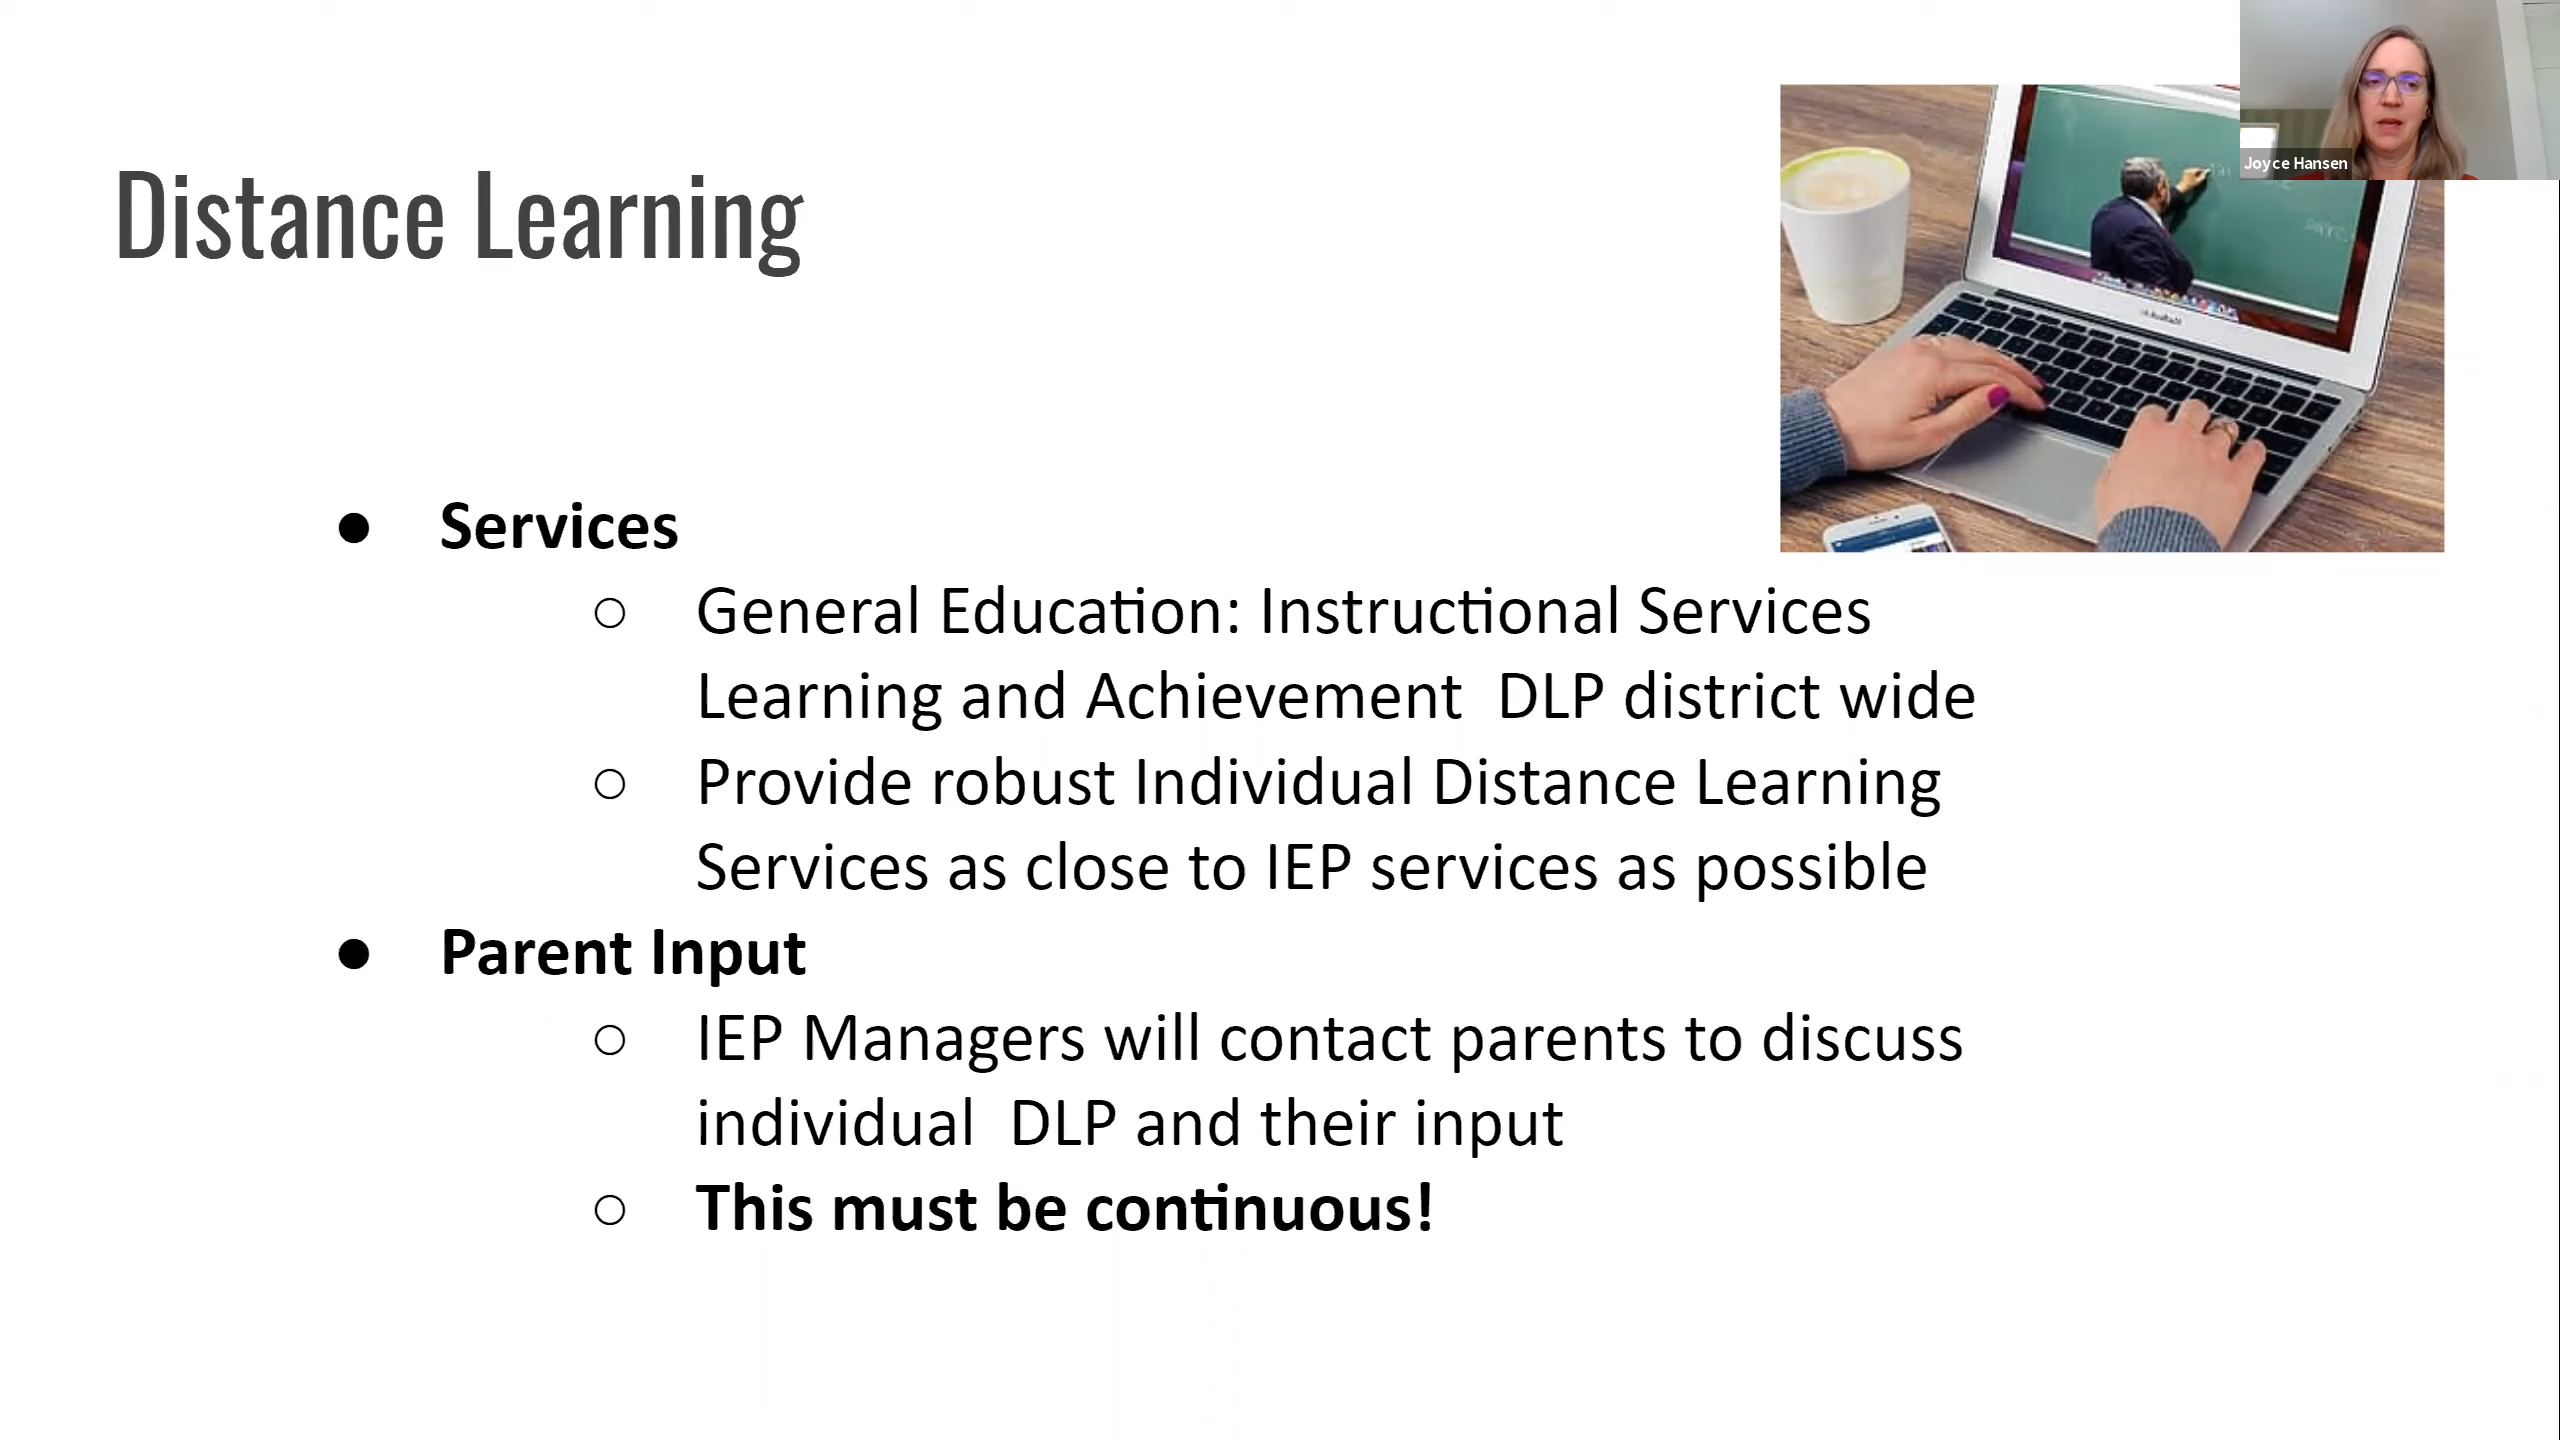 Joyce Hansen
Distance Learning
● Services
○ General Education: Instructional Services
Learning and Achievement DLP district wide
○ Provide robust Individual Distance Learning
Services as close to IEP services as possible
● Parent Input
○ IEP Managers will contact parents to discuss
individual DLP and their input
○ This must be continuous!